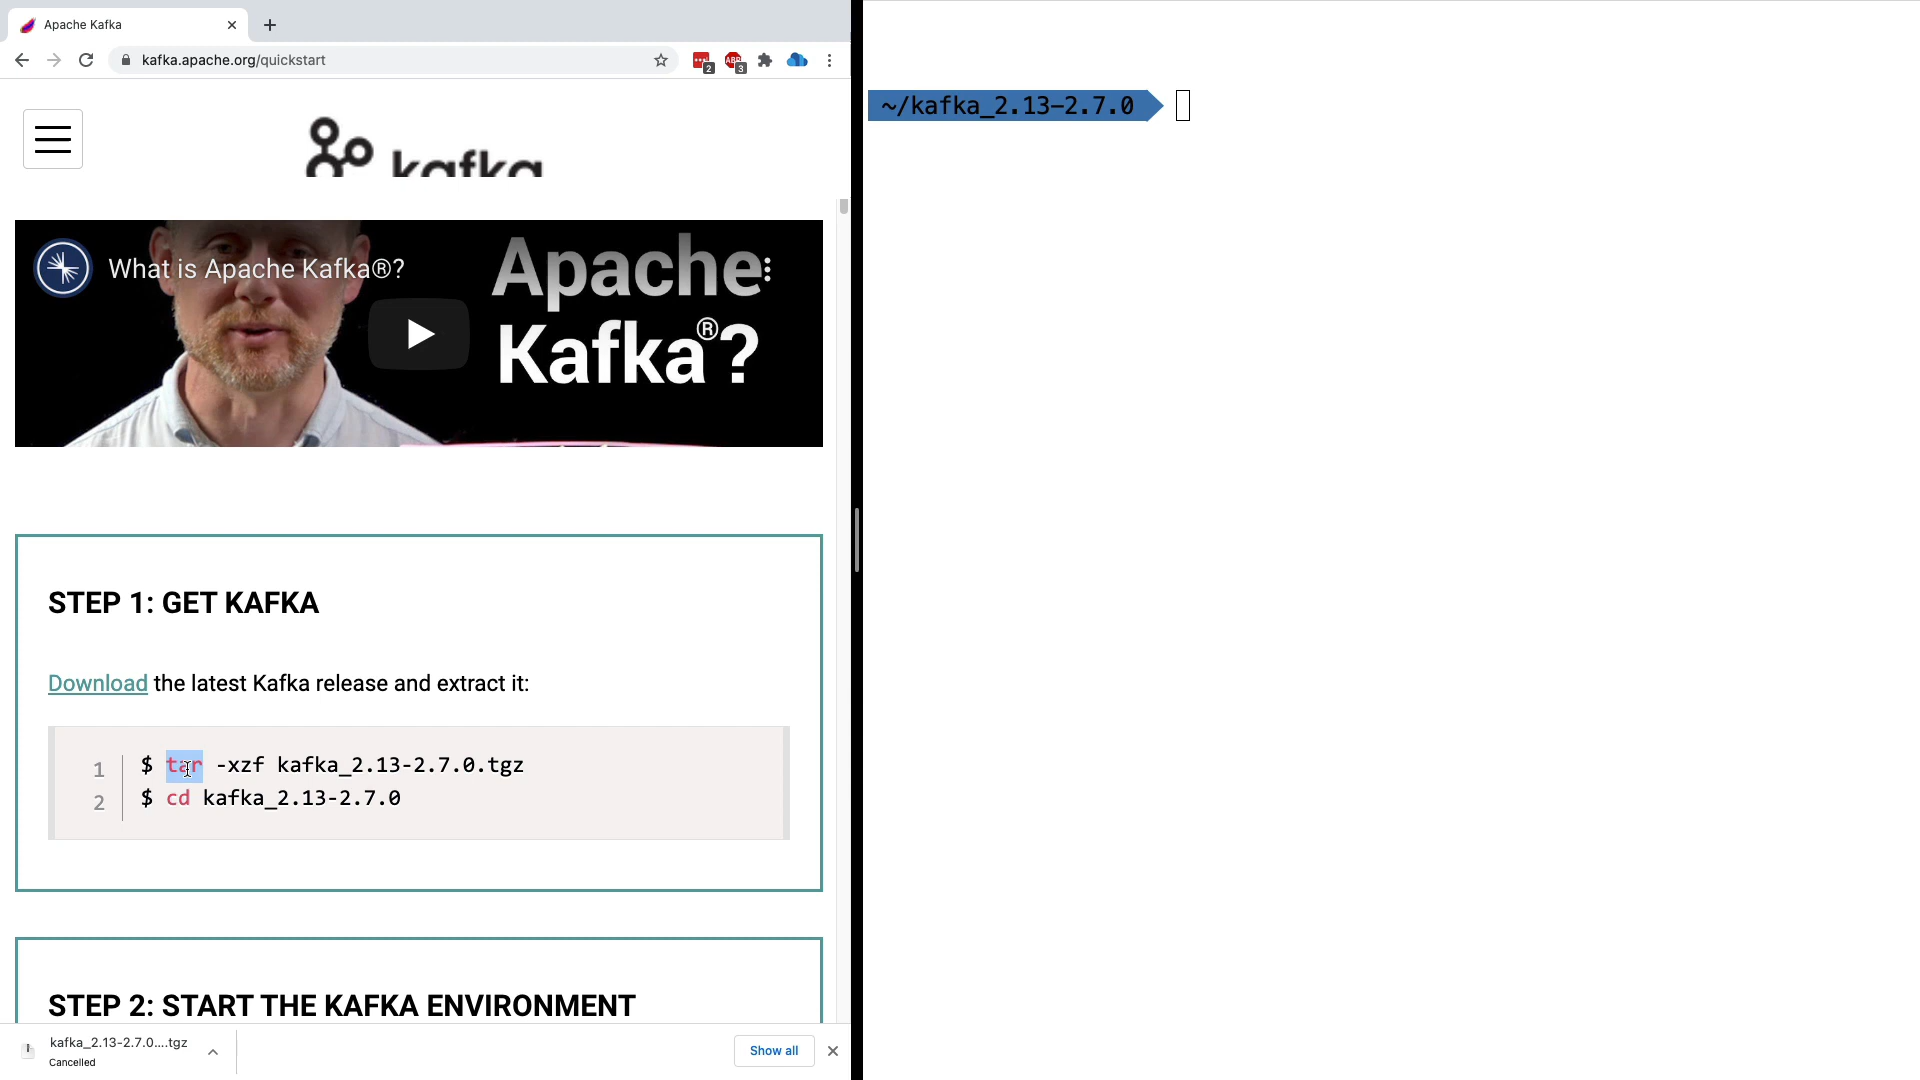 Apache Kafka
kafka.apache.org/quickstart
2
ABP
3
kafka
What is Apache Kafka®?
Apache
Kafka®?
STEP 1: GET KAFKA
Download the latest Kafka release and extract it:
1 $ tar -xzf kafka_2.13-2.7.0.tgz
2 $ cd kafka_2.13-2.7.0
STEP 2: START THE KAFKA ENVIRONMENT
kafka_2.13-2.7.0....tgz
Cancelled
Show all
~/kafka_2.13-2.7.0